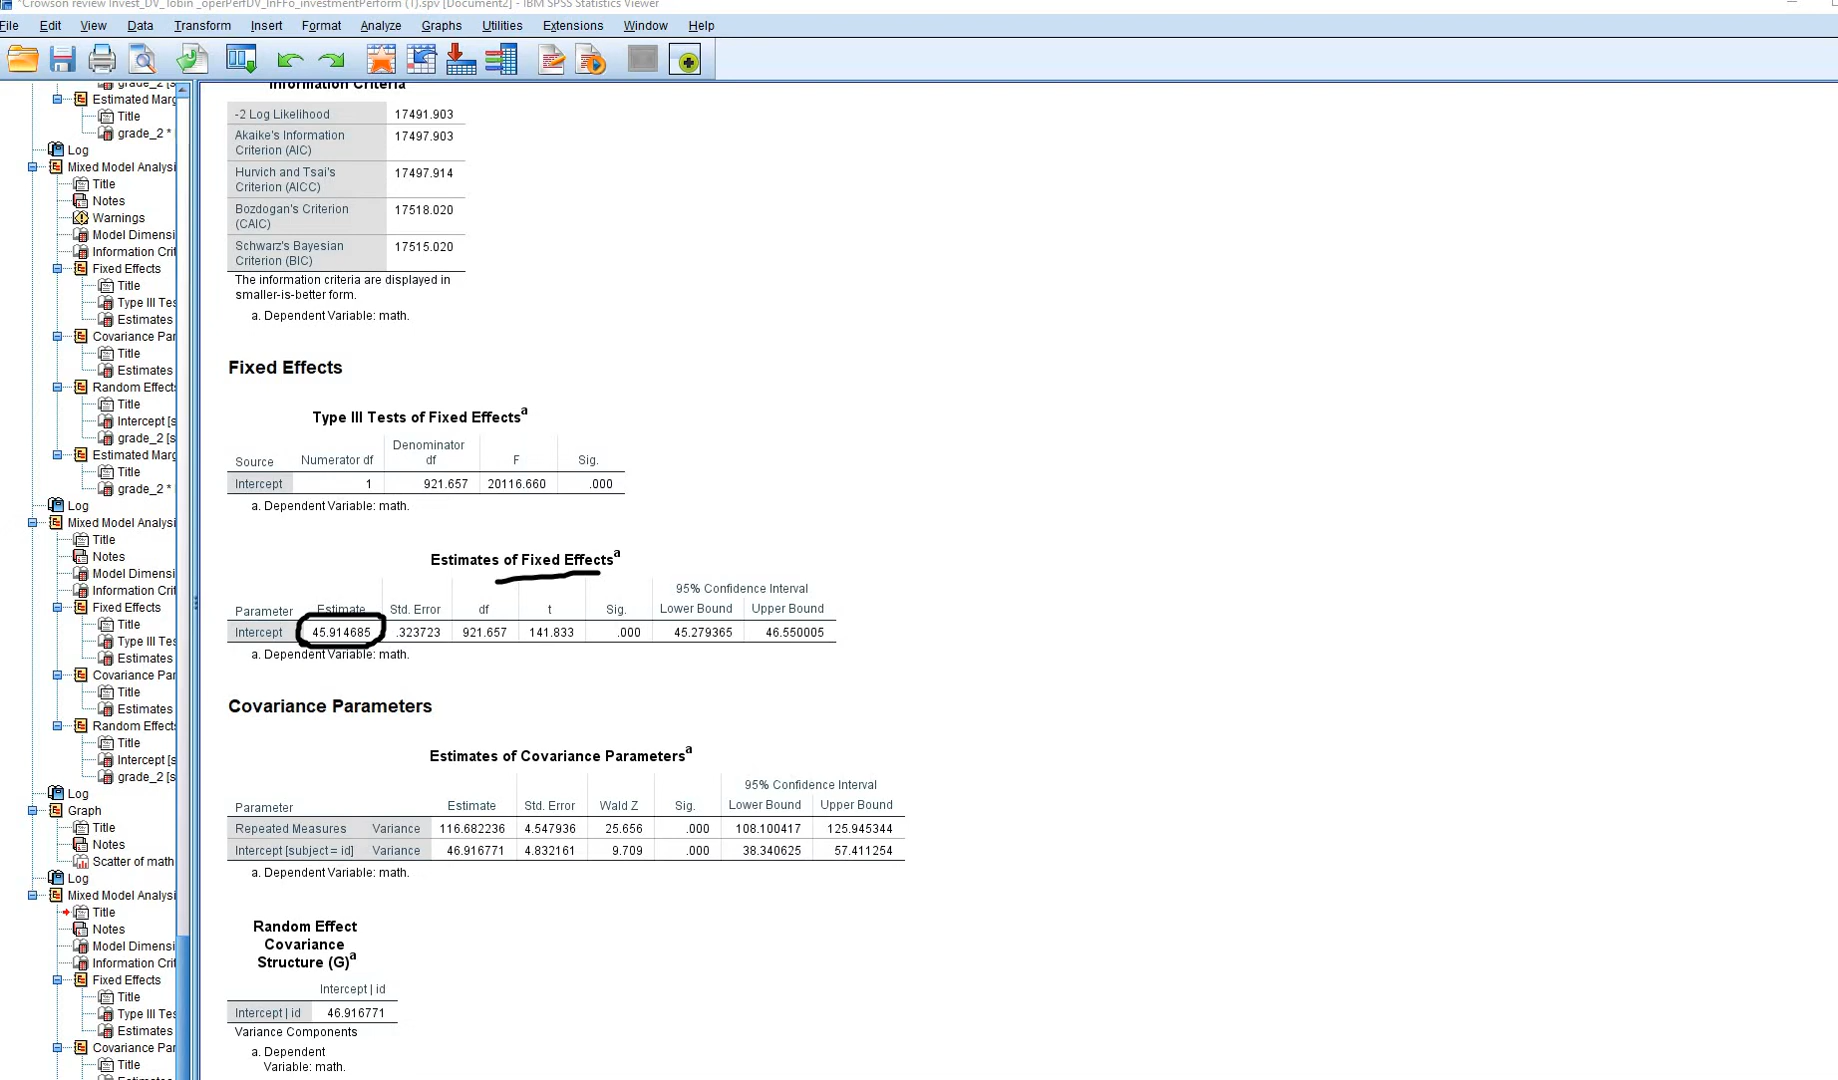 *Crowson review Invest_DV_Tobin _operPerfDV_InFFo_investmentPerform (1).spv [Document2] - IBM SPSS Statistics Viewer
File Edit View Data Transform Insert Format Analyze Graphs Utilities Extensions Window Help
grade_2 [s
Estimated Marg
Title
grade_2 *
Log
Mixed Model Analysi
Title
Notes
Warnings
Model Dimensi
Information Crit
Fixed Effects
Title
Type III Tes
Estimates
Covariance Par
Title
Estimates
Random Effects
Title
Intercept [s
grade_2 [s
Estimated Marg
Title
grade_2 *
Log
Mixed Model Analysi
Title
Notes
Model Dimensi
Information Crit
Fixed Effects
Title
Type III Tes
Estimates
Covariance Par
Title
Estimates
Random Effects
Title
Intercept [s
grade_2 [s
Log
Graph
Title
Notes
Scatter of math
Log
Mixed Model Analysi
Title
Notes
Model Dimensi
Information Crit
Fixed Effects
Title
Type III Tes
Estimates
Covariance Par
Title
Estimates
Information Criteria
-2 Log Likelihood 17491.903
Akaike's Information 17497.903
Criterion (AIC)
Hurvich and Tsai's 17497.914
Criterion (AICC)
Bozdogan's Criterion 17518.020
(CAIC)
Schwarz's Bayesian 17515.020
Criterion (BIC)
The information criteria are displayed in
smaller-is-better form.
a. Dependent Variable: math.
Fixed Effects
Type III Tests of Fixed Effectsa
Denominator
Source Numerator df df F Sig.
Intercept 1 921.657 20116.660 .000
a. Dependent Variable: math.
Estimates of Fixed Effectsa
95% Confidence Interval
Parameter Estimate Std. Error df t Sig. Lower Bound Upper Bound
Intercept 45.914685 .323723 921.657 141.833 .000 45.279365 46.550005
a. Dependent Variable: math.
Covariance Parameters
Estimates of Covariance Parametersa
95% Confidence Interval
Parameter Estimate Std. Error Wald Z Sig. Lower Bound Upper Bound
Repeated Measures Variance 116.682236 4.547936 25.656 .000 108.100417 125.945344
Intercept [subject = id] Variance 46.916771 4.832161 9.709 .000 38.340625 57.411254
a. Dependent Variable: math.
Random Effect
Covariance
Structure (G)a
Intercept | id
Intercept | id 46.916771
Variance Components
a. Dependent
Variable: math.